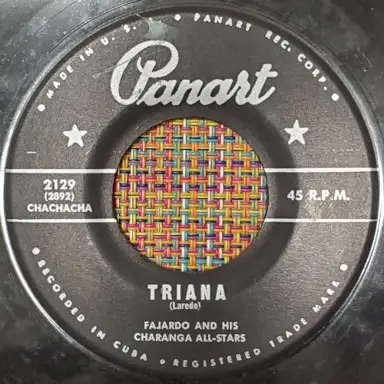 • MADE IN U.S.A. • PANART REC. CORP. •
Panart
2129
(2892)
CHACHACHA
45 R.P.M.
TRIANA
(Laredo)
FAJARDO AND HIS
CHARANGA ALL-STARS
• RECORDED IN CUBA • REGISTERED TRADE MARK •